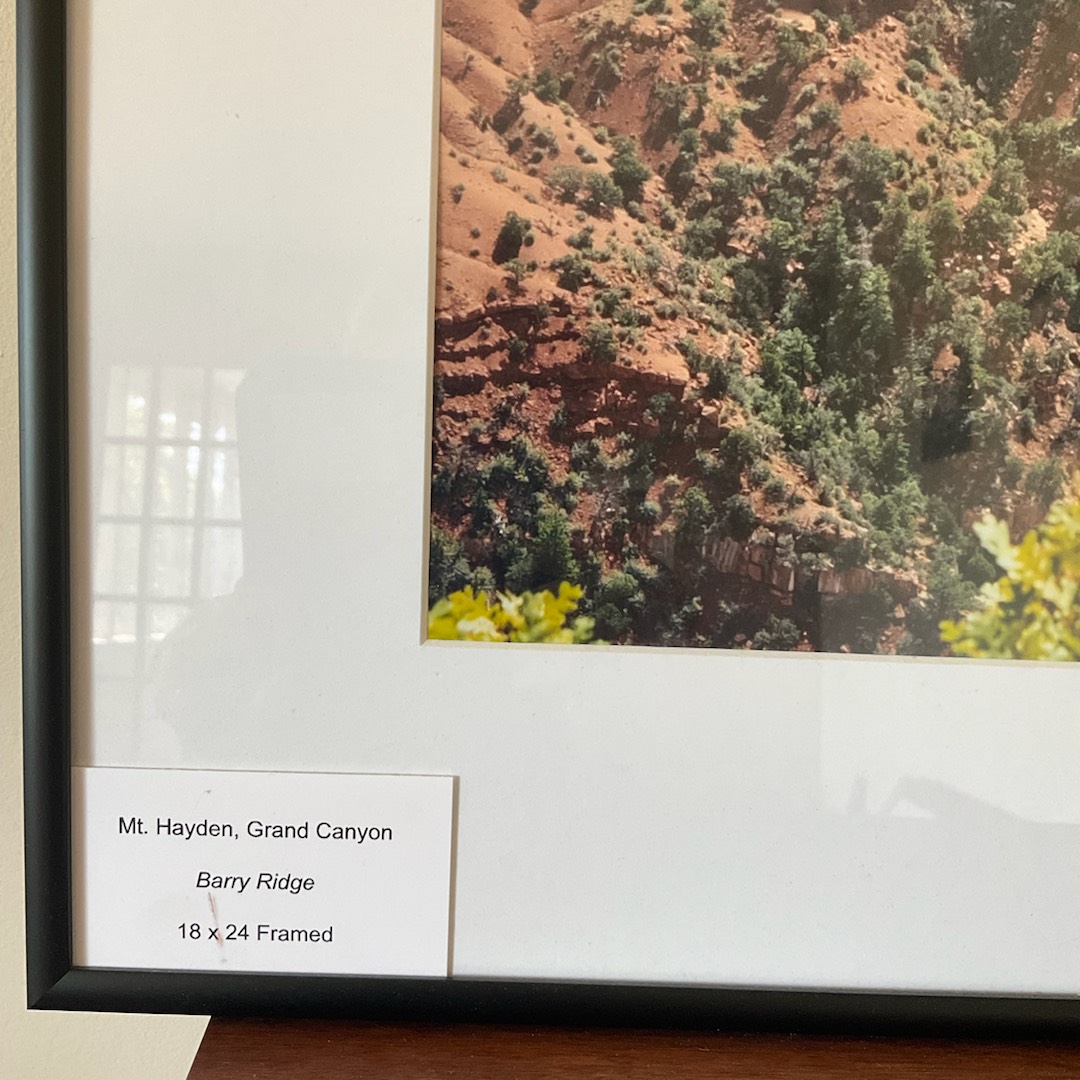 Mt. Hayden, Grand Canyon
Barry Ridge
18 x 24 Framed